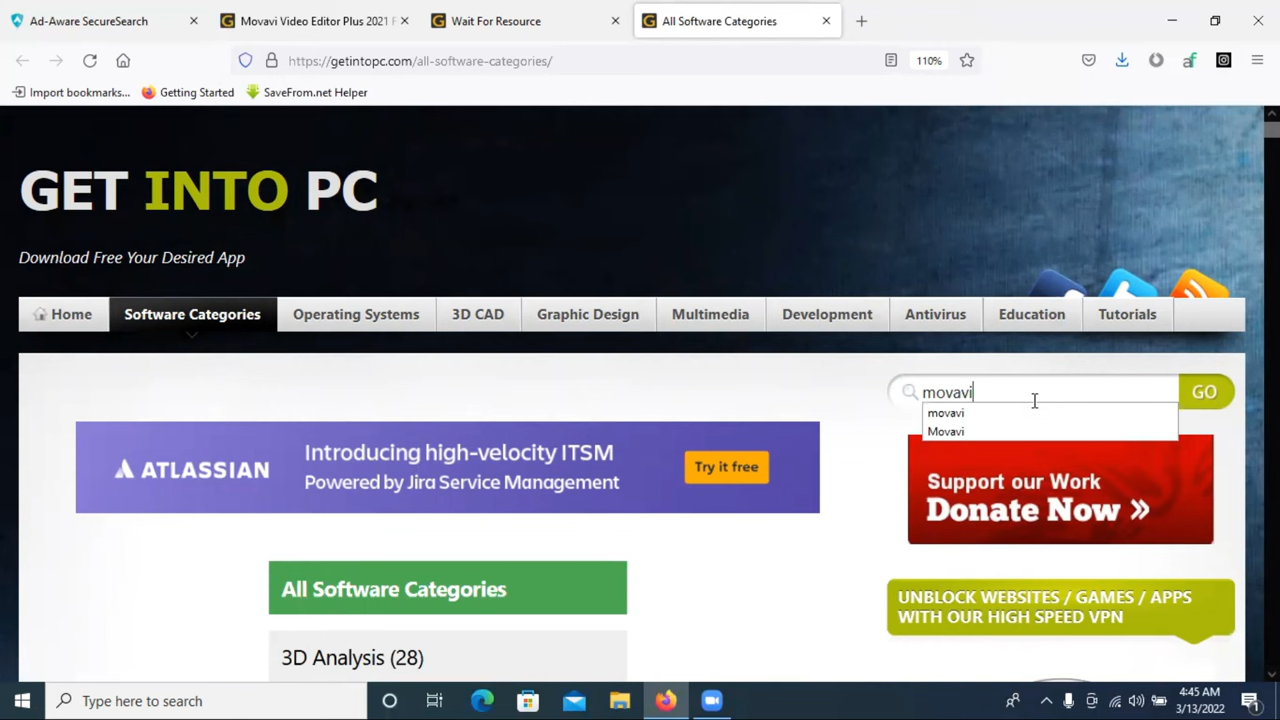 Ad-Aware SecureSearch
Movavi Video Editor Plus 2021 F
Wait For Resource
All Software Categories
https://getintopc.com/all-software-categories/
110%
Import bookmarks...
Getting Started
SaveFrom.net Helper
GET INTO PC
Download Free Your Desired App
Home
Software Categories
Operating Systems
3D CAD
Graphic Design
Multimedia
Development
Antivirus
Education
Tutorials
movavi
GO
movavi
Movavi
ATLASSIAN
Introducing high-velocity ITSM
Powered by Jira Service Management
Try it free
Support our Work
Donate Now »
All Software Categories
UNBLOCK WEBSITES / GAMES / APPS
WITH OUR HIGH SPEED VPN
3D Analysis (28)
Type here to search
4:45 AM
3/13/2022
1